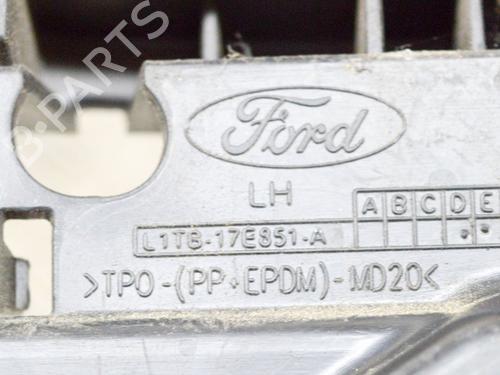 Ford
LH
A B C D E
L1TB-17E851-A
>TPO-(PP+EPDM)-MD20<
B-PARTS